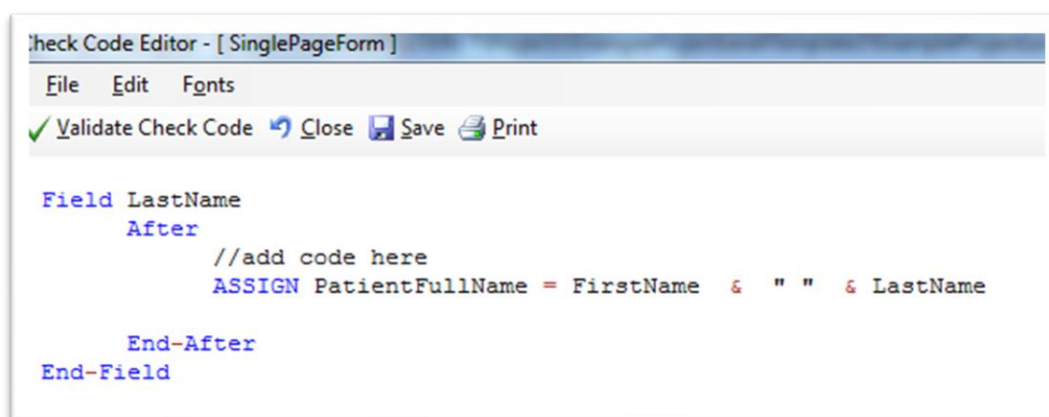 Check Code Editor - [ SinglePageForm ]
File Edit Fonts
Validate Check Code Close Save Print
Field LastName
After
//add code here
ASSIGN PatientFullName = FirstName & " " & LastName
End-After
End-Field